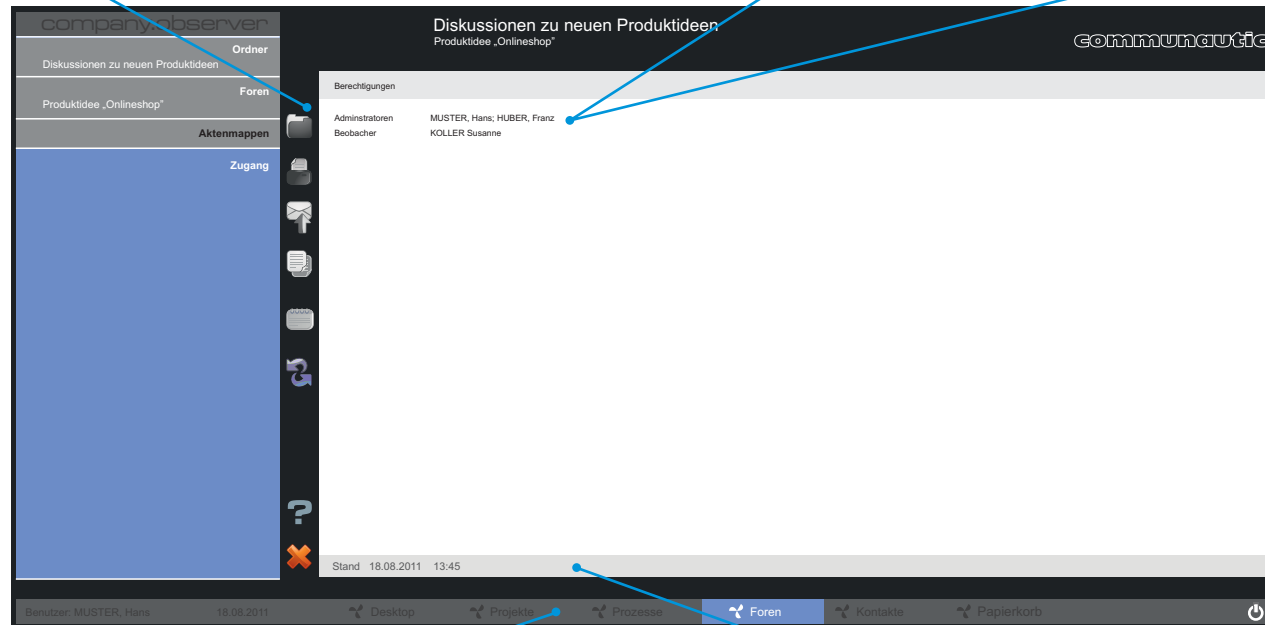 company.observer
Diskussionen zu neuen Produktideen
Produktidee „Onlineshop"
communautic
Ordner
Diskussionen zu neuen Produktideen
Foren
Produktidee „Onlineshop"
Aktenmappen
Zugang
Berechtigungen
Adminstratoren MUSTER, Hans; HUBER, Franz
Beobacher KOLLER Susanne
?
Stand 18.08.2011 13:45
Benutzer: MUSTER, Hans 18.08.2011 Desktop Projekte Prozesse Foren Kontakte Papierkorb